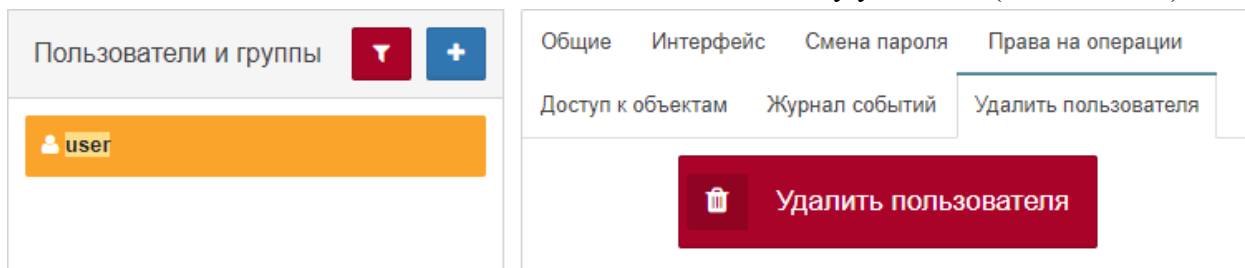 Пользователи и группы
user
Общие Интерфейс Смена пароля Права на операции
Доступ к объектам Журнал событий Удалить пользователя
Удалить пользователя